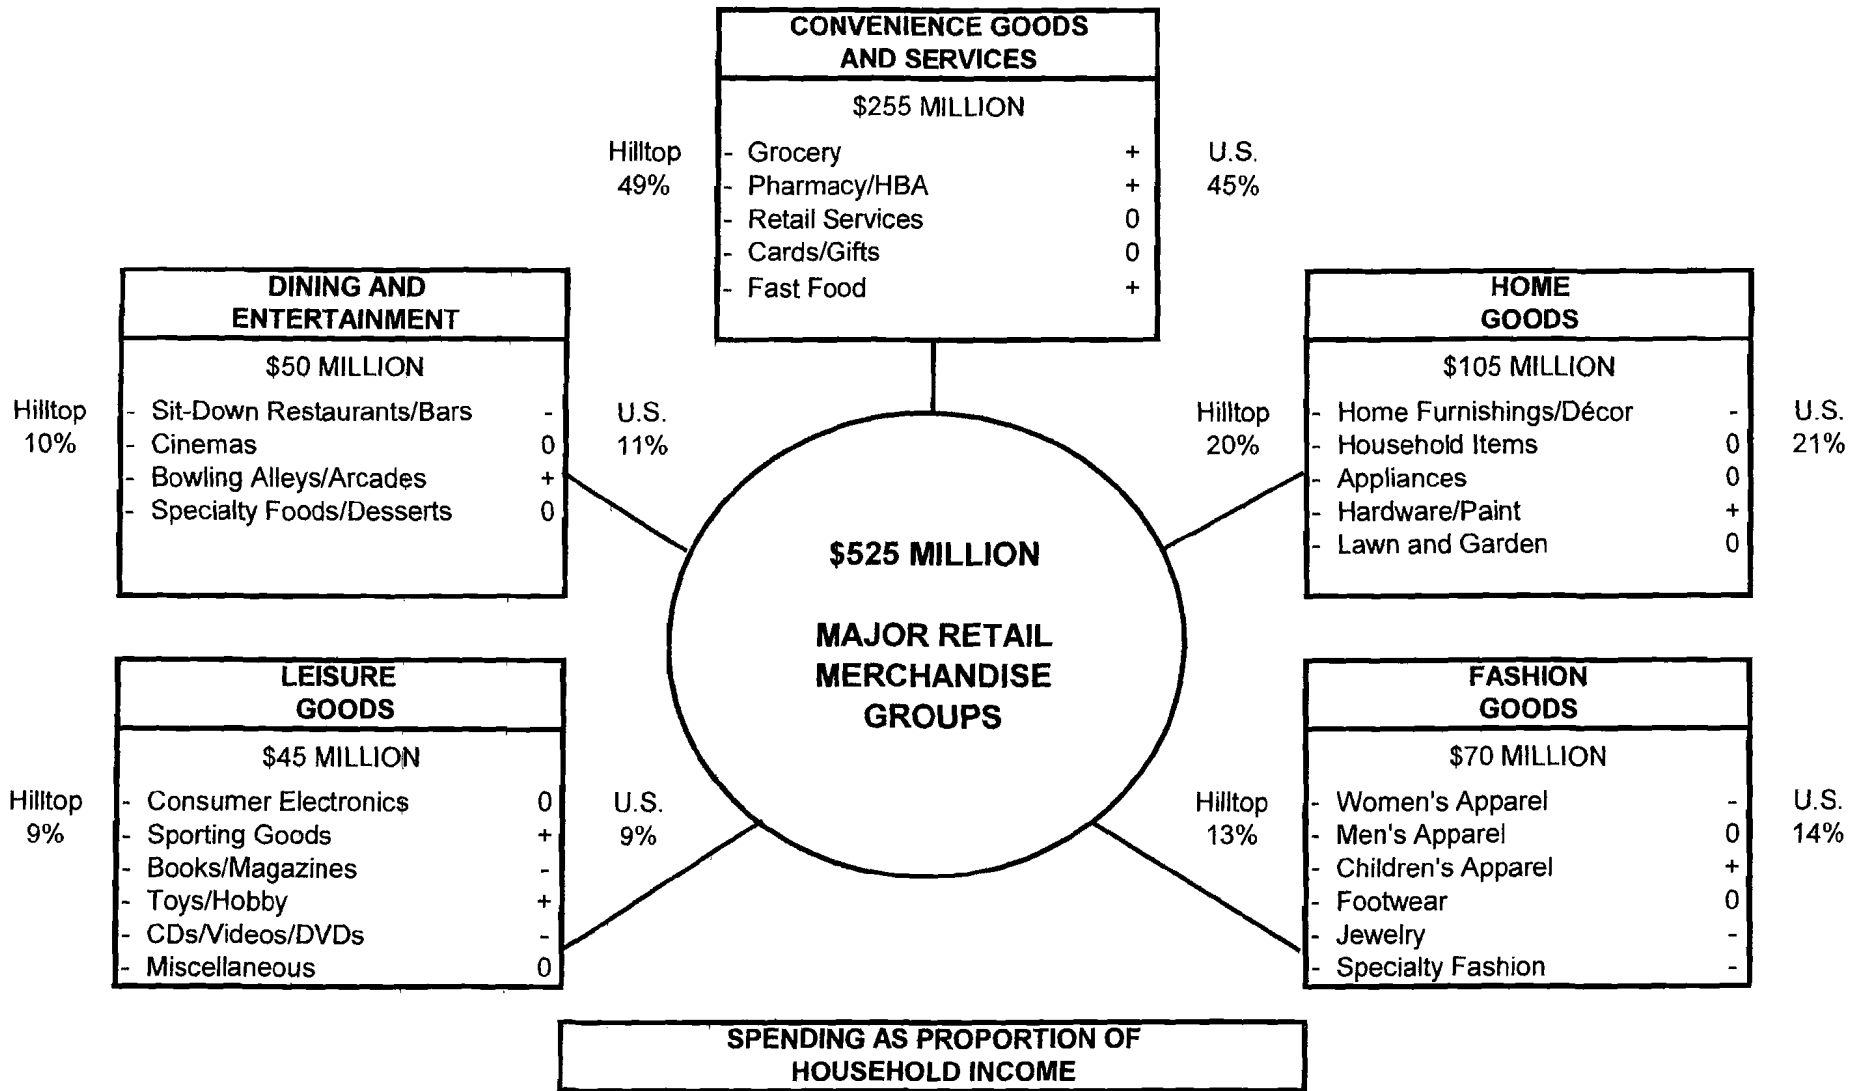 CONVENIENCE GOODS
AND SERVICES
$255 MILLION
Hilltop
49%
- Grocery +
- Pharmacy/HBA +
- Retail Services 0
- Cards/Gifts 0
- Fast Food +
U.S.
45%
DINING AND
ENTERTAINMENT
$50 MILLION
Hilltop
10%
- Sit-Down Restaurants/Bars -
- Cinemas 0
- Bowling Alleys/Arcades +
- Specialty Foods/Desserts 0
U.S.
11%
HOME
GOODS
$105 MILLION
Hilltop
20%
- Home Furnishings/Décor -
- Household Items 0
- Appliances 0
- Hardware/Paint +
- Lawn and Garden 0
U.S.
21%
$525 MILLION
MAJOR RETAIL
MERCHANDISE
GROUPS
LEISURE
GOODS
$45 MILLION
Hilltop
9%
- Consumer Electronics 0
- Sporting Goods +
- Books/Magazines -
- Toys/Hobby +
- CDs/Videos/DVDs -
- Miscellaneous 0
U.S.
9%
FASHION
GOODS
$70 MILLION
Hilltop
13%
- Women's Apparel -
- Men's Apparel 0
- Children's Apparel +
- Footwear 0
- Jewelry -
- Specialty Fashion -
U.S.
14%
SPENDING AS PROPORTION OF
HOUSEHOLD INCOME